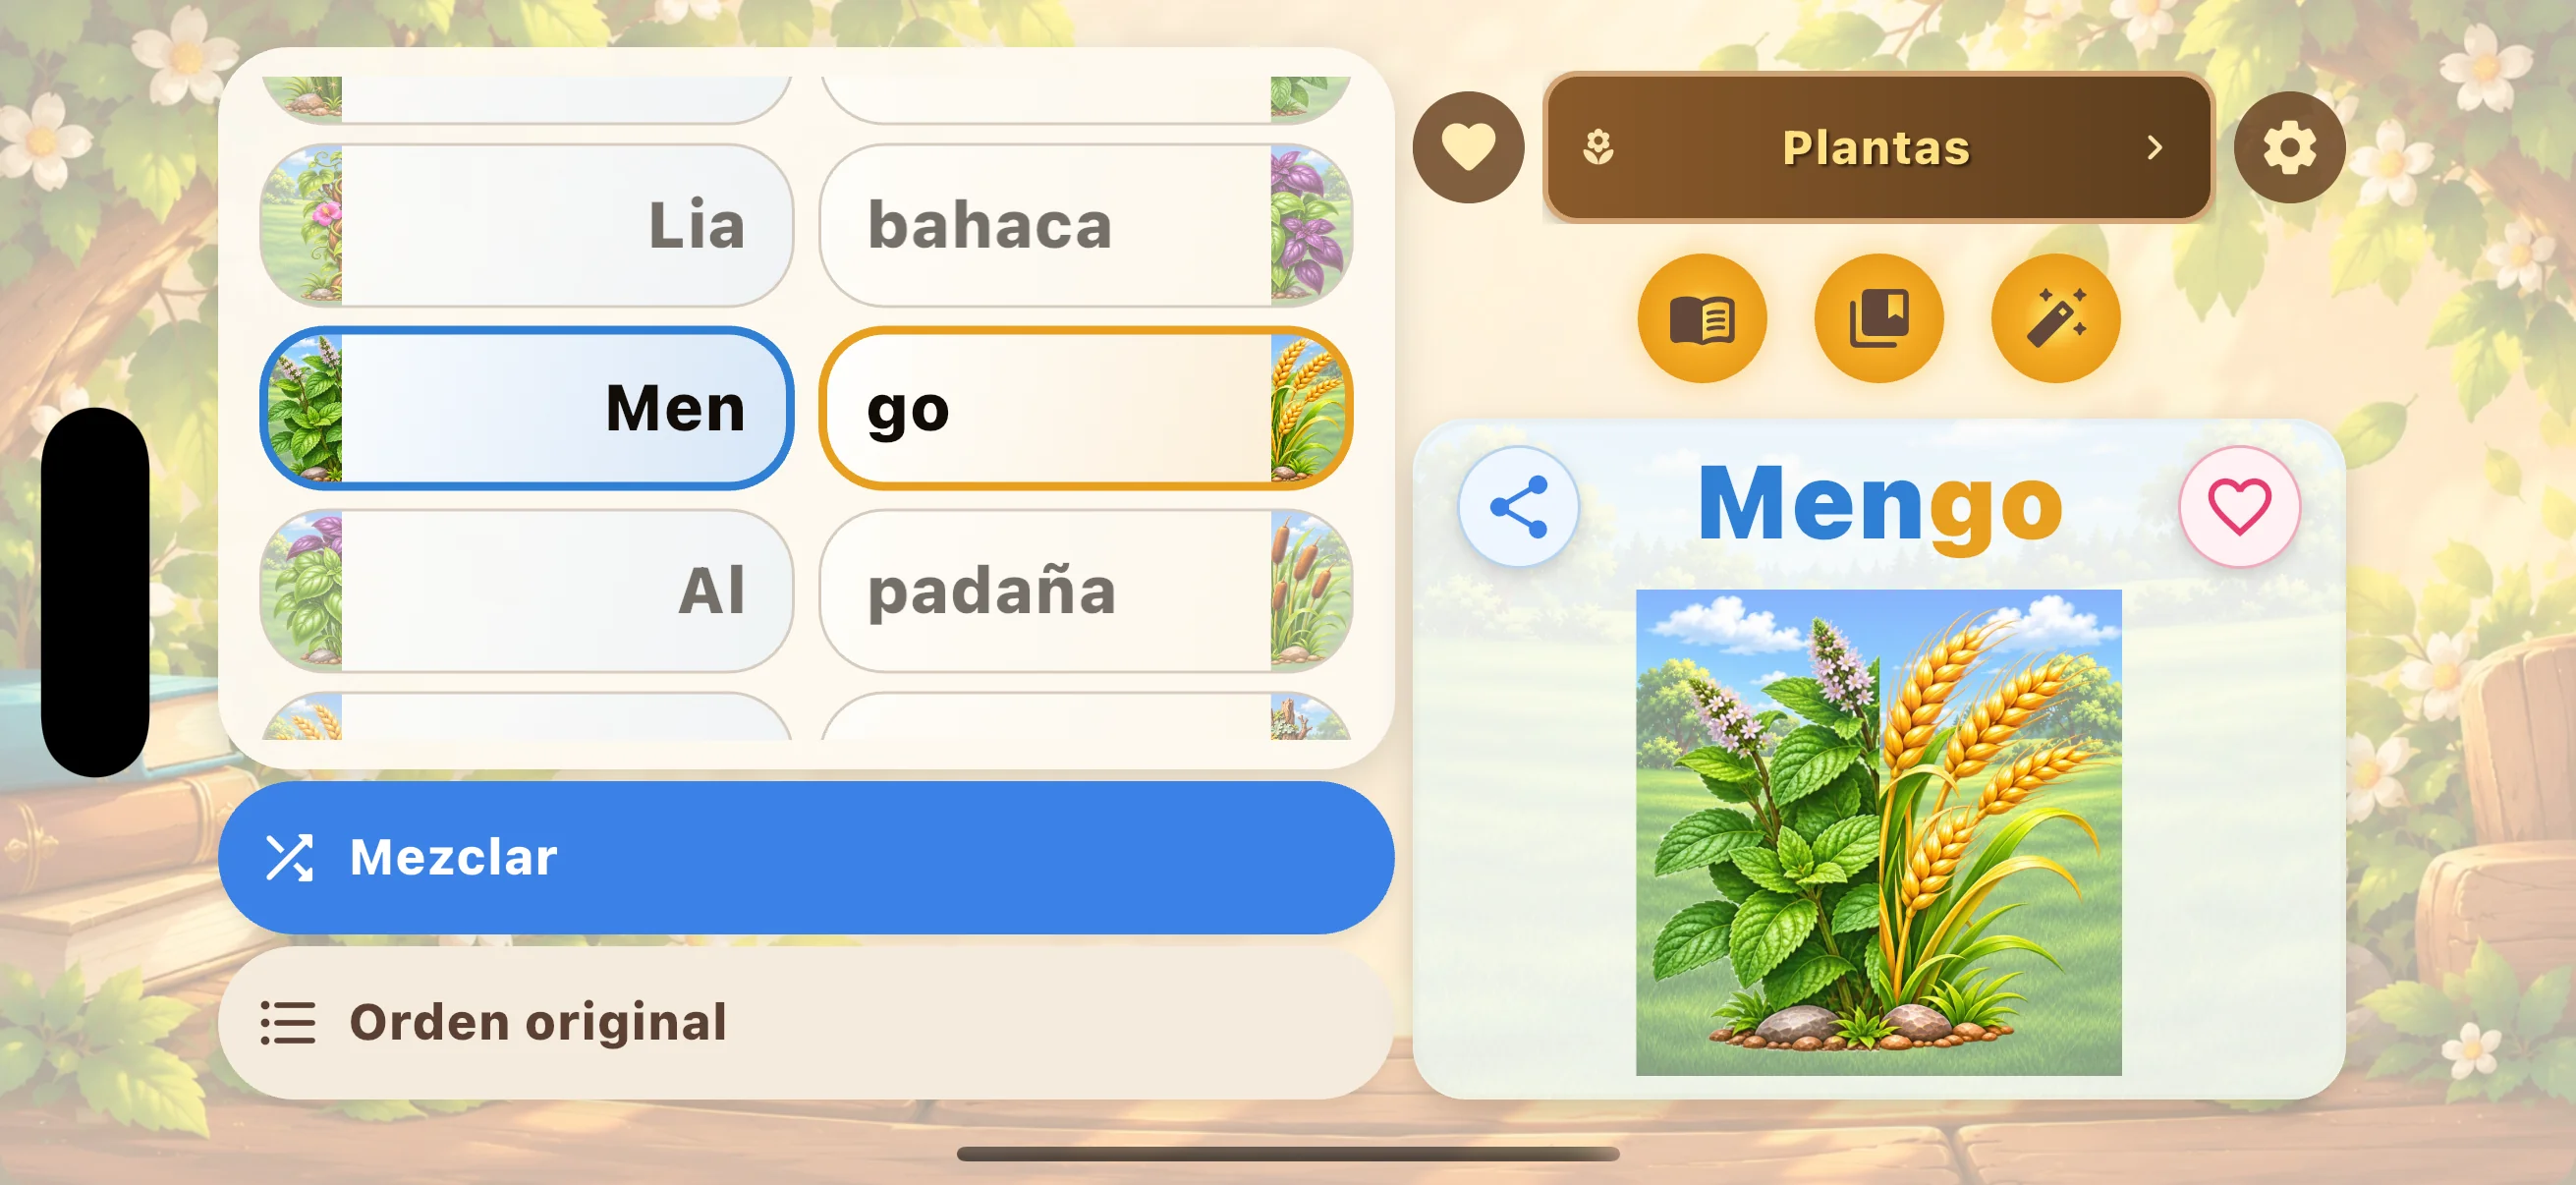 Lia bahaca
Men go
Al padaña
Mezclar
Orden original
Plantas
Mengo